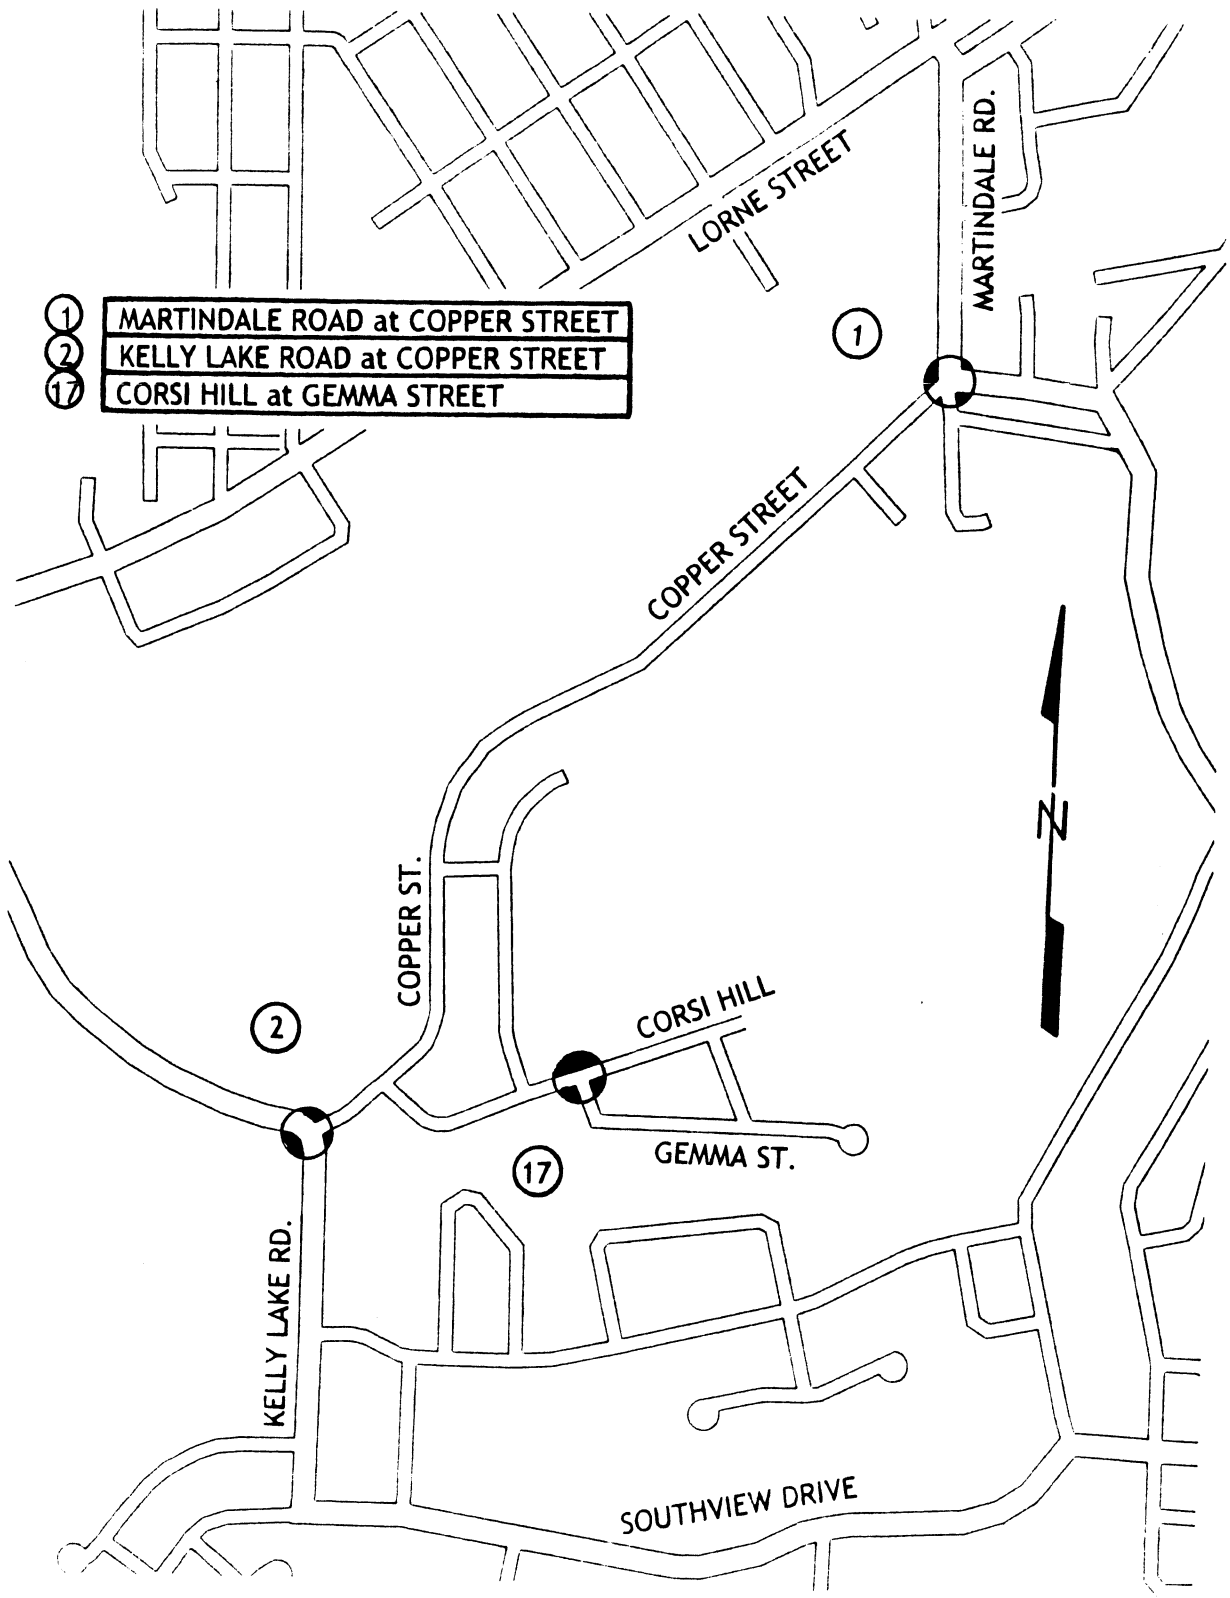 MARTINDALE RD.
LORNE STREET
1 MARTINDALE ROAD at COPPER STREET
2 KELLY LAKE ROAD at COPPER STREET
17 CORSI HILL at GEMMA STREET
1
COPPER STREET
N
COPPER ST.
CORSI HILL
2
GEMMA ST.
17
KELLY LAKE RD.
SOUTHVIEW DRIVE